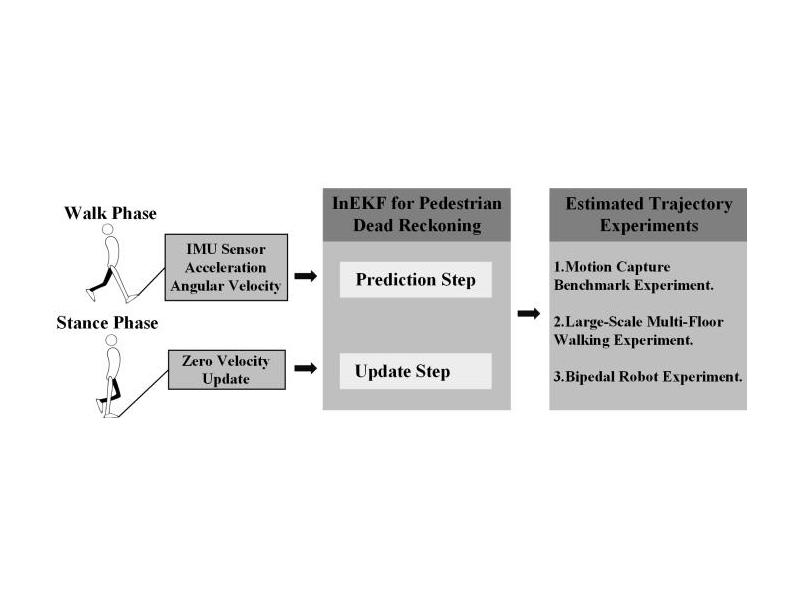 Walk Phase
IMU Sensor
Acceleration
Angular Velocity
Stance Phase
Zero Velocity
Update
InEKF for Pedestrian
Dead Reckoning
Prediction Step
Update Step
Estimated Trajectory
Experiments
1.Motion Capture
Benchmark Experiment.
2.Large-Scale Multi-Floor
Walking Experiment.
3.Bipedal Robot Experiment.